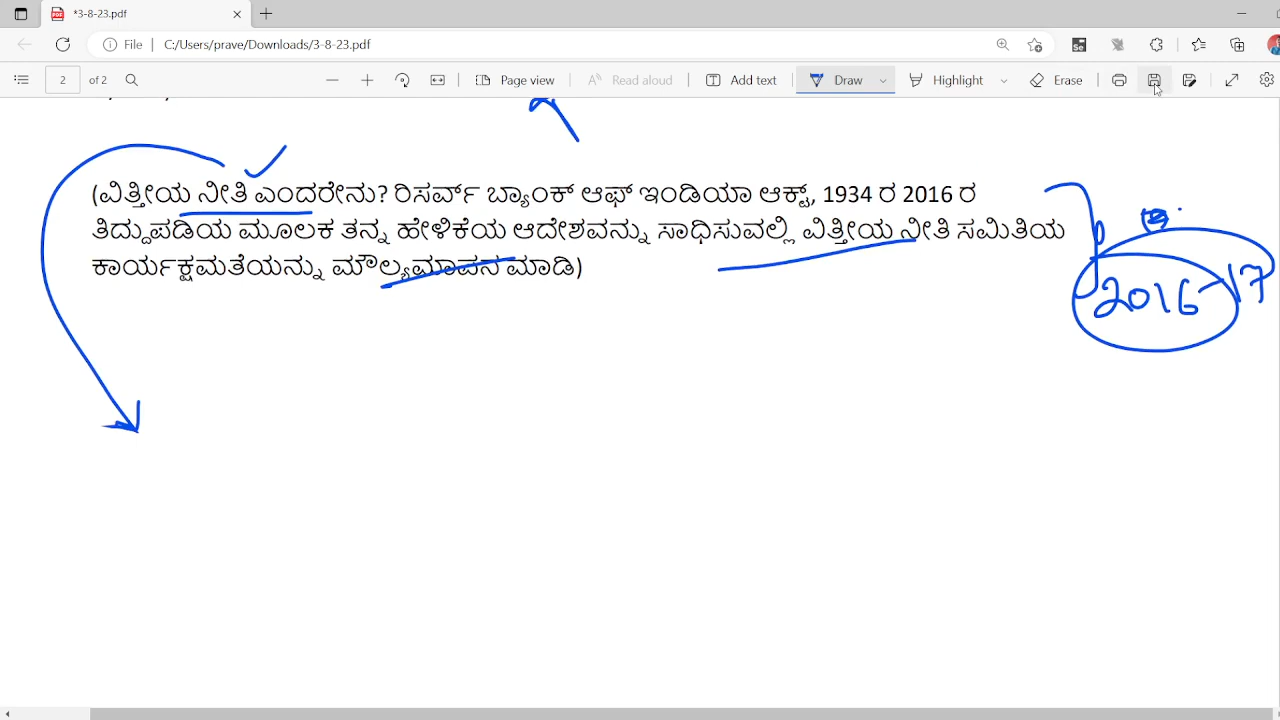 *3-8-23.pdf
File C:/Users/prave/Downloads/3-8-23.pdf
2 of 2 Page view Read aloud Add text Draw Highlight Erase
(ವಿತ್ತೀಯ ನೀತಿ ಎಂದರೇನು? ರಿಸರ್ವ್ ಬ್ಯಾಂಕ್ ಆಫ್ ಇಂಡಿಯಾ ಆಕ್ಟ್, 1934 ರ 2016 ರ
ತಿದ್ದುಪಡಿಯ ಮೂಲಕ ತನ್ನ ಹೇಳಿಕೆಯ ಆದೇಶವನ್ನು ಸಾಧಿಸುವಲ್ಲಿ ವಿತ್ತೀಯ ನೀತಿ ಸಮಿತಿಯ
ಕಾರ್ಯಕ್ಷಮತೆಯನ್ನು ಮೌಲ್ಯಮಾಪನ ಮಾಡಿ)
2016-17